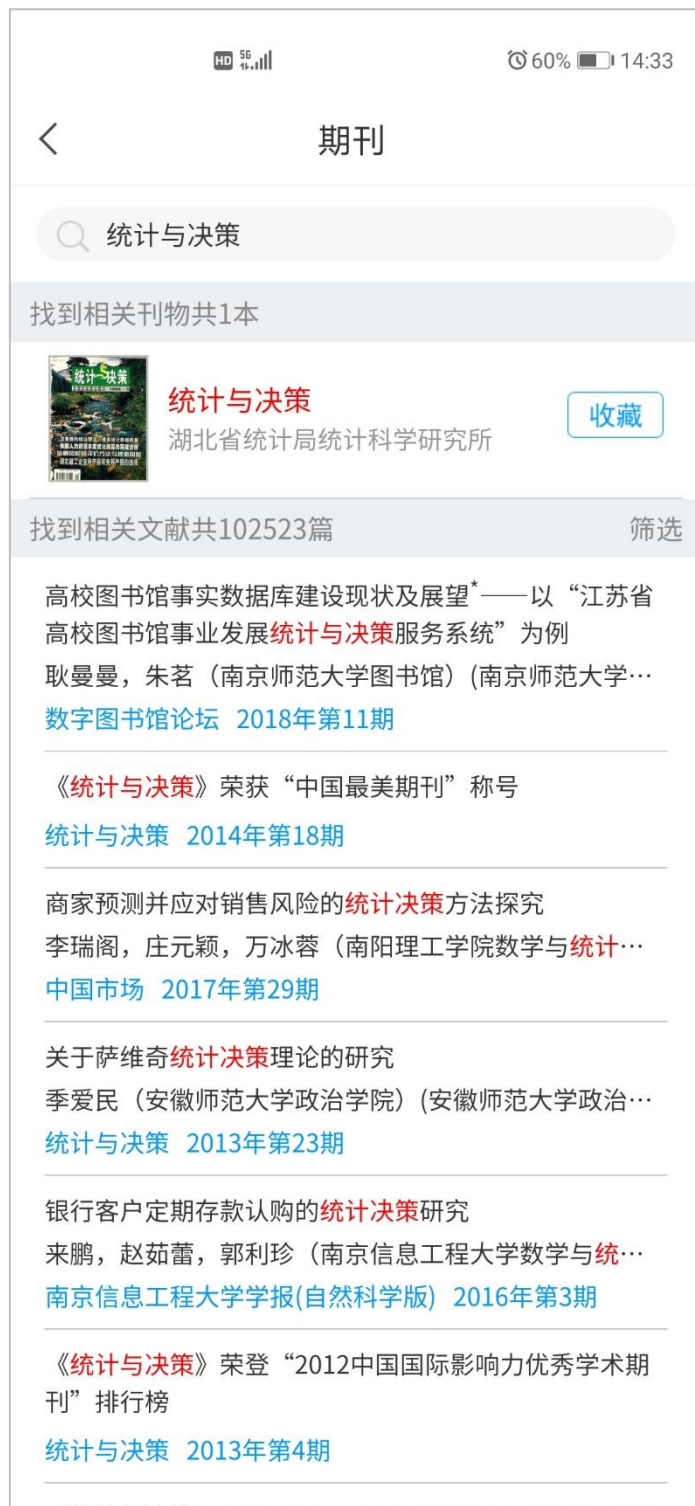 HD 5G 60% 14:33
期刊
统计与决策
找到相关刊物共1本
统计与决策
统计与决策
收藏
湖北省统计局统计科学研究所
找到相关文献共102523篇 筛选
高校图书馆事实数据库建设现状及展望*——以“江苏省
高校图书馆事业发展统计与决策服务系统”为例
耿曼曼，朱茗（南京师范大学图书馆）(南京师范大学…
数字图书馆论坛 2018年第11期
《统计与决策》荣获“中国最美期刊”称号
统计与决策 2014年第18期
商家预测并应对销售风险的统计决策方法探究
李瑞阁，庄元颖，万冰蓉（南阳理工学院数学与统计…
中国市场 2017年第29期
关于萨维奇统计决策理论的研究
季爱民（安徽师范大学政治学院）(安徽师范大学政治…
统计与决策 2013年第23期
银行客户定期存款认购的统计决策研究
来鹏，赵茹蕾，郭利珍（南京信息工程大学数学与统…
南京信息工程大学学报(自然科学版) 2016年第3期
《统计与决策》荣登“2012中国国际影响力优秀学术期
刊”排行榜
统计与决策 2013年第4期